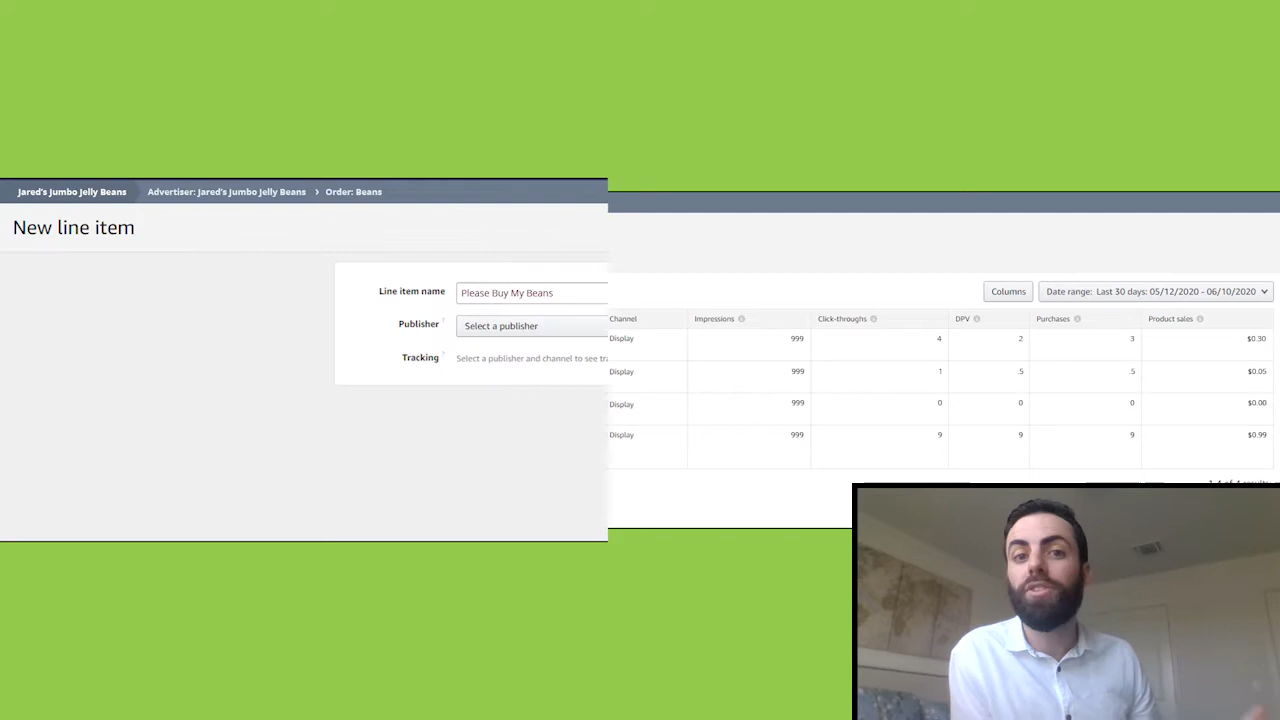 Jared's Jumbo Jelly Beans Advertiser: Jared's Jumbo Jelly Beans › Order: Beans
New line item
Line item name Please Buy My Beans
Publisher Select a publisher
Tracking Select a publisher and channel to see
Columns Date range: Last 30 days: 05/12/2020 - 06/10/2020
Channel Impressions Click-throughs DPV Purchases Product sales
Display 999 4 2 3 $0.30
Display 999 1 .5 .5 $0.05
Display 999 0 0 0 $0.00
Display 999 9 9 9 $0.99